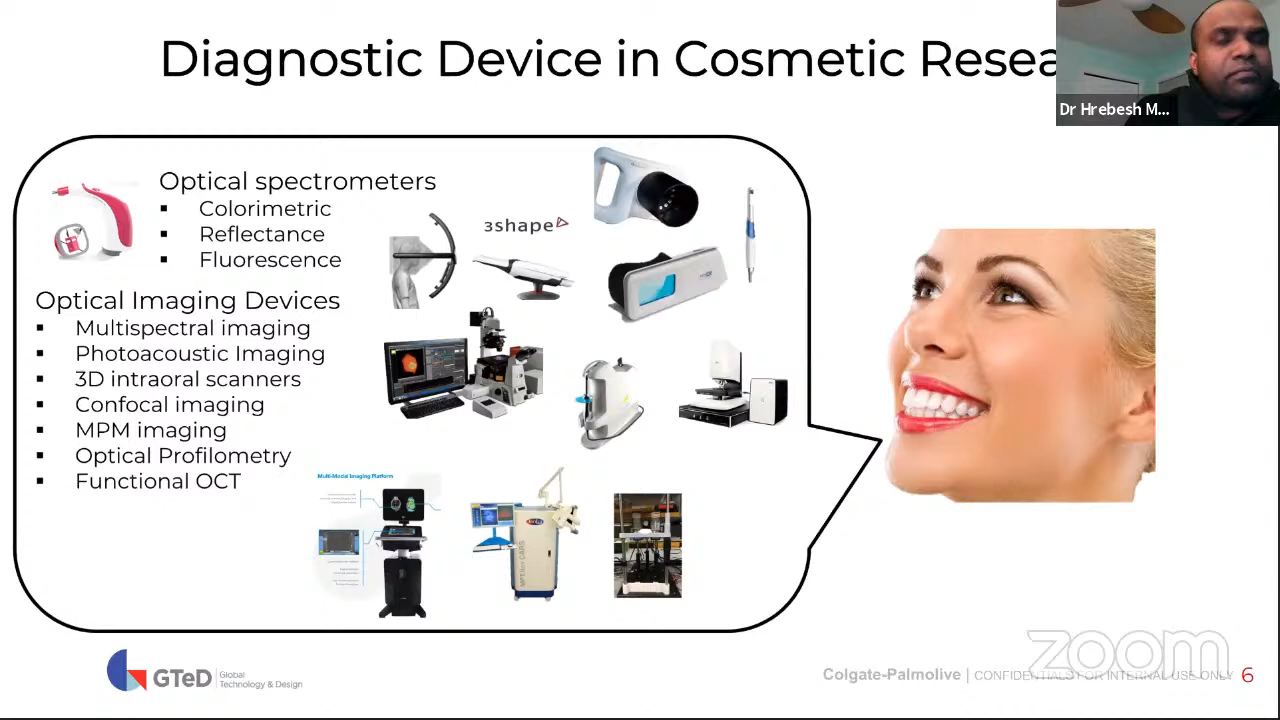 Diagnostic Device in Cosmetic Resea
Dr Hrebesh M...
Optical spectrometers
▪ Colorimetric
▪ Reflectance
▪ Fluorescence
3shape
Optical Imaging Devices
▪ Multispectral imaging
▪ Photoacoustic Imaging
▪ 3D intraoral scanners
▪ Confocal imaging
▪ MPM imaging
▪ Optical Profilometry
▪ Functional OCT
Multi-Modal Imaging Platform
GTeD | Global
Technology & Design
zoom
Colgate-Palmolive | CONFIDENTIALS FOR INTERNAL USE ONLY 6